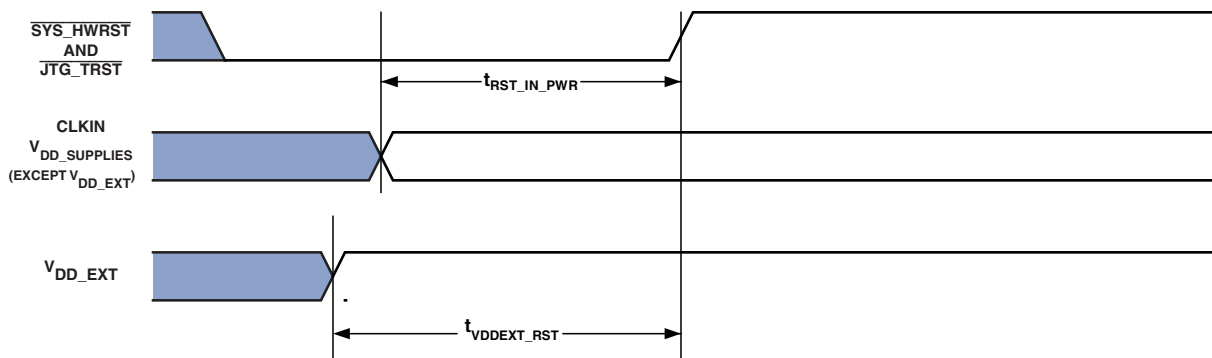 SYS_HWRST
AND
JTG_TRST
tRST_IN_PWR
CLKIN
VDD_SUPPLIES
(EXCEPT VDD_EXT)
VDD_EXT
tVDDEXT_RST